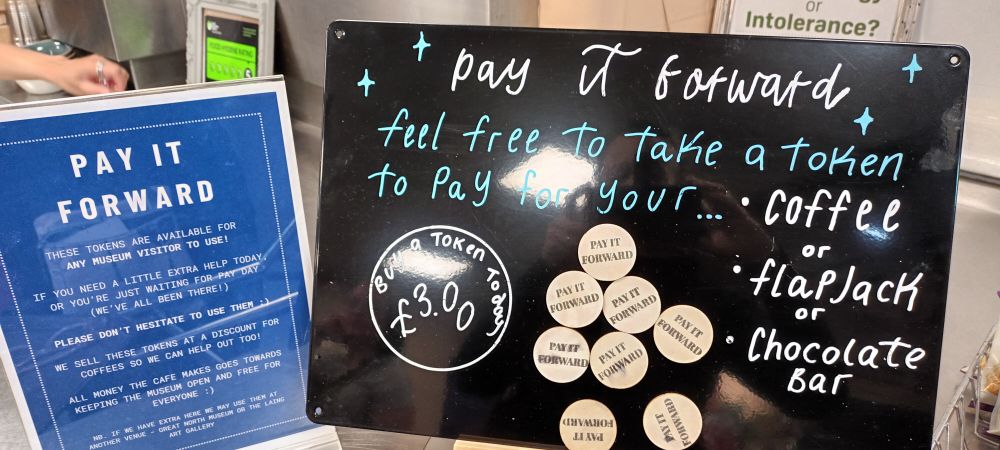 PAY IT
FORWARD
THESE TOKENS ARE AVAILABLE FOR
ANY MUSEUM VISITOR TO USE!
IF YOU NEED A LITTLE EXTRA HELP TODAY,
OR YOU'RE JUST WAITING FOR PAY DAY
(WE'VE ALL BEEN THERE!)
PLEASE DON'T HESITATE TO USE THEM :)
WE SELL THESE TOKENS AT A DISCOUNT FOR
COFFEES SO WE CAN HELP OUT TOO!
ALL MONEY THE CAFE MAKES GOES TOWARDS
KEEPING THE MUSEUM OPEN AND FREE FOR
EVERYONE :)
NB. IF WE HAVE EXTRA HERE WE MAY USE THEM AT
ANOTHER VENUE - GREAT NORTH MUSEUM OR THE LAING
ART GALLERY
FOOD HYGIENE RATING
5
or
Intolerance?
pay it forward
feel free to take a token
to pay for your...
• Coffee
or
• flapJack
or
• Chocolate
Bar
Buy a Token Today
£3.00
PAY IT
FORWARD
PAY IT
FORWARD
PAY IT
FORWARD
PAY IT
FORWARD
PAY IT
FORWARD
PAY IT
FORWARD
PAY IT
FORWARD
PAY IT
FORWARD